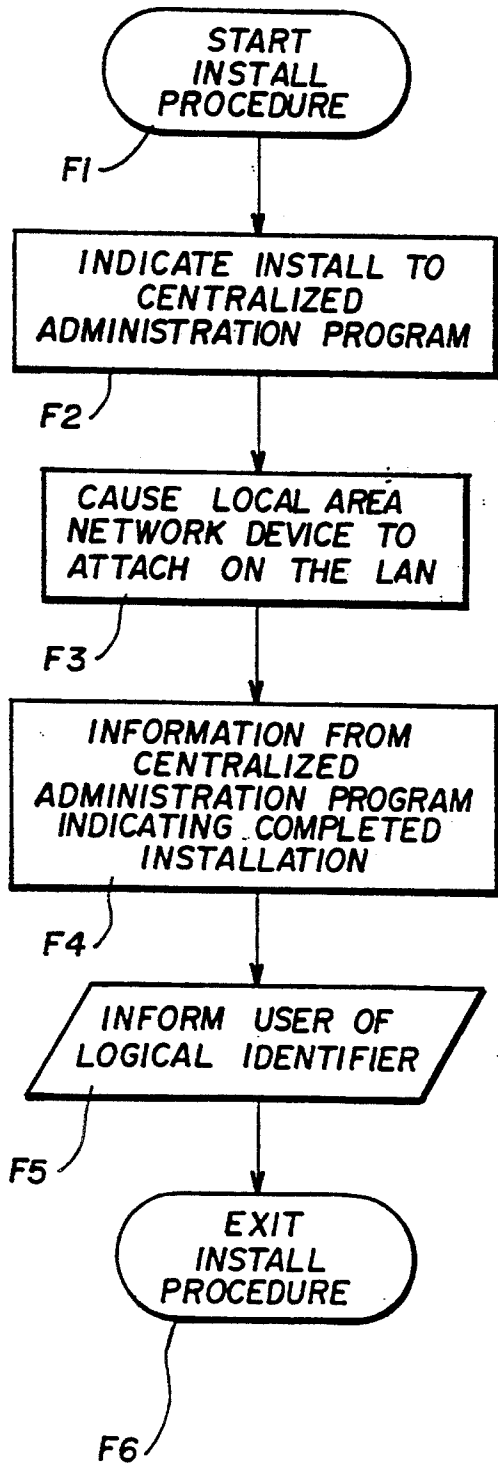 START
INSTALL
PROCEDURE
F1
INDICATE INSTALL TO
CENTRALIZED
ADMINISTRATION PROGRAM
F2
CAUSE LOCAL AREA
NETWORK DEVICE TO
ATTACH ON THE LAN
F3
INFORMATION FROM
CENTRALIZED
ADMINISTRATION PROGRAM
INDICATING COMPLETED
INSTALLATION
F4
INFORM USER OF
LOGICAL IDENTIFIER
F5
EXIT
INSTALL
PROCEDURE
F6